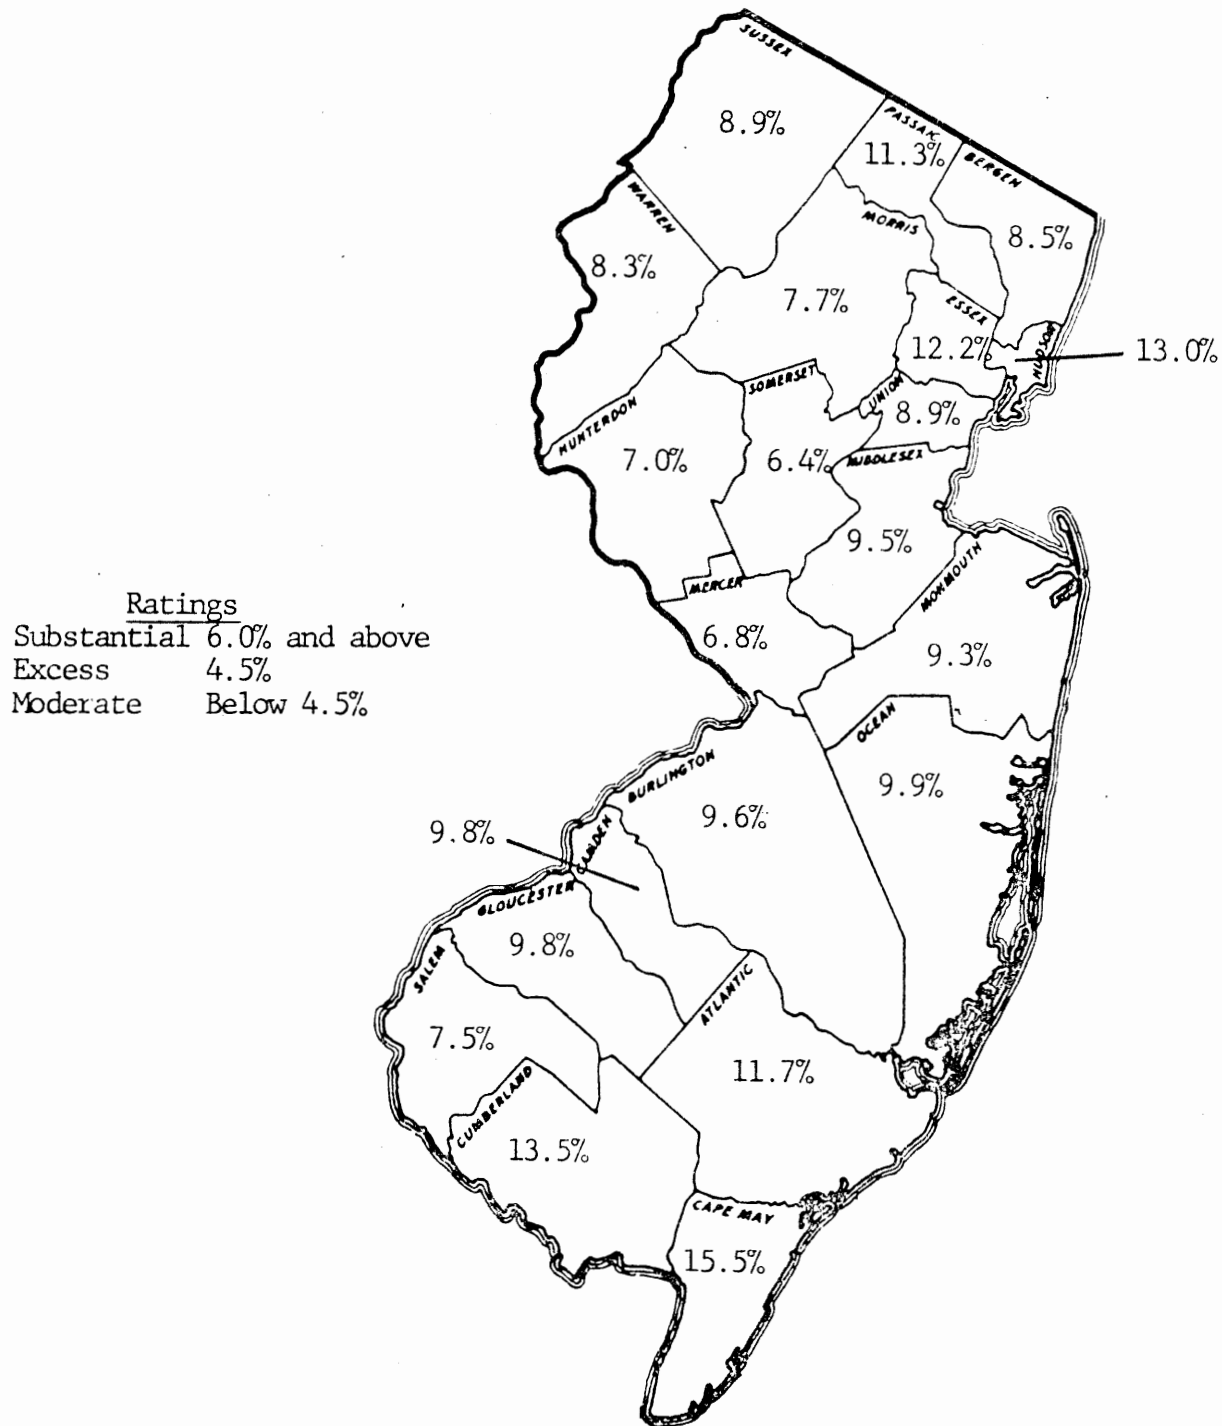 SUSSEX
8.9%
PASSAIC
11.3%
BERGEN
8.5%
WARREN
8.3%
MORRIS
7.7%
ESSEX
12.2%
HUDSON
13.0%
SOMERSET
6.4%
UNION
8.9%
HUNTERDON
7.0%
MIDDLESEX
9.5%
MERCER
6.8%
MONMOUTH
9.3%
Ratings
Substantial 6.0% and above
Excess 4.5%
Moderate Below 4.5%
OCEAN
9.9%
BURLINGTON
9.6%
CAMDEN
9.8%
GLOUCESTER
9.8%
SALEM
7.5%
ATLANTIC
11.7%
CUMBERLAND
13.5%
CAPE MAY
15.5%